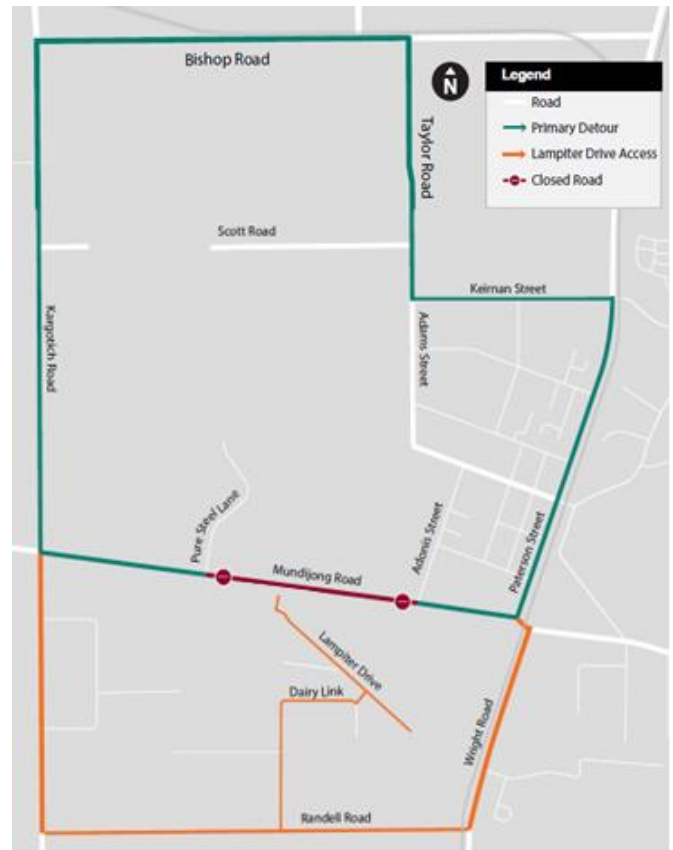 Bishop Road
N
Legend
Road
Primary Detour
Lampiter Drive Access
Closed Road
Taylor Road
Scott Road
Keirnan Street
Kargotich Road
Adams Street
Pure Steel Lane
Adonis Street
Paterson Street
Mundijong Road
Lampiter Drive
Dairy Link
Wright Road
Randell Road